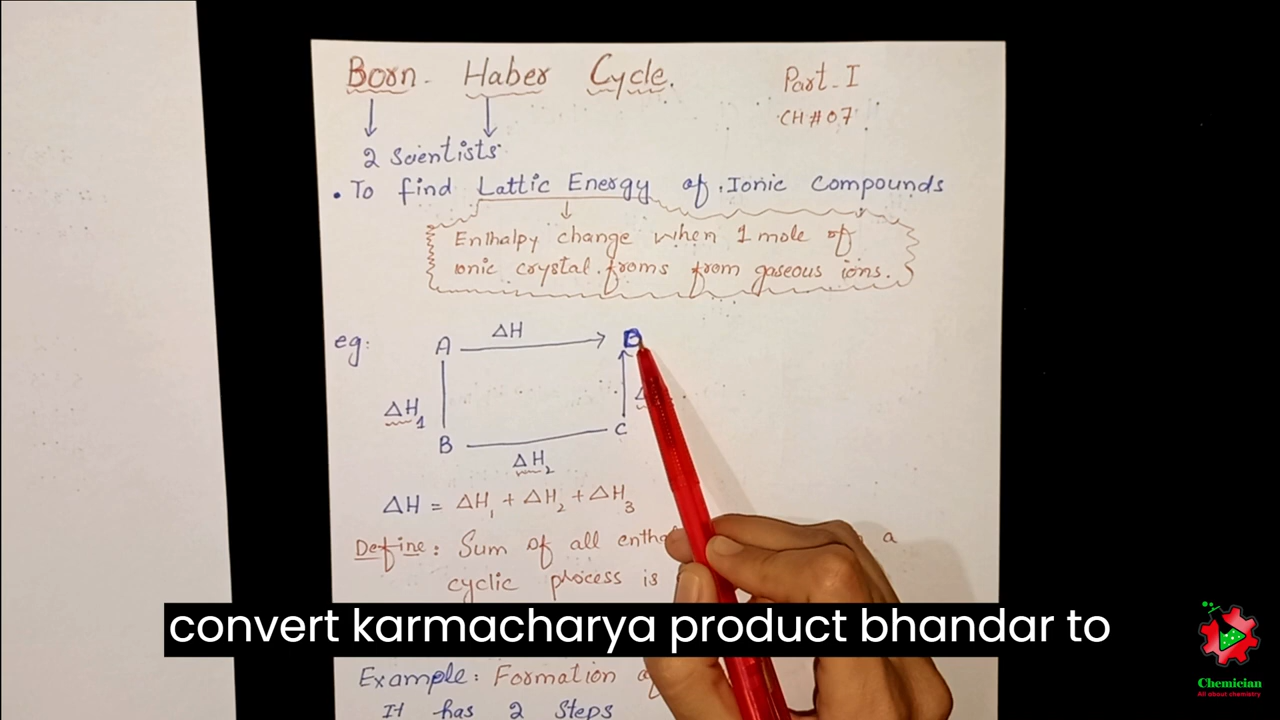 Born - Haber Cycle.
Part - I
CH # 07
2 Scientists
. To find Lattic Energy of Ionic Compounds
Enthalpy change when 1 mole of
ionic crystal froms from gaseous ions.
eg:
A ΔH B
ΔH1
B ΔH2 C
ΔH = ΔH1 + ΔH2 + ΔH3
Define: Sum of all a
cyclic process is
convert karmacharya product bhandar to
Example: Formation
It has 2 Steps
Chemician
All about chemistry